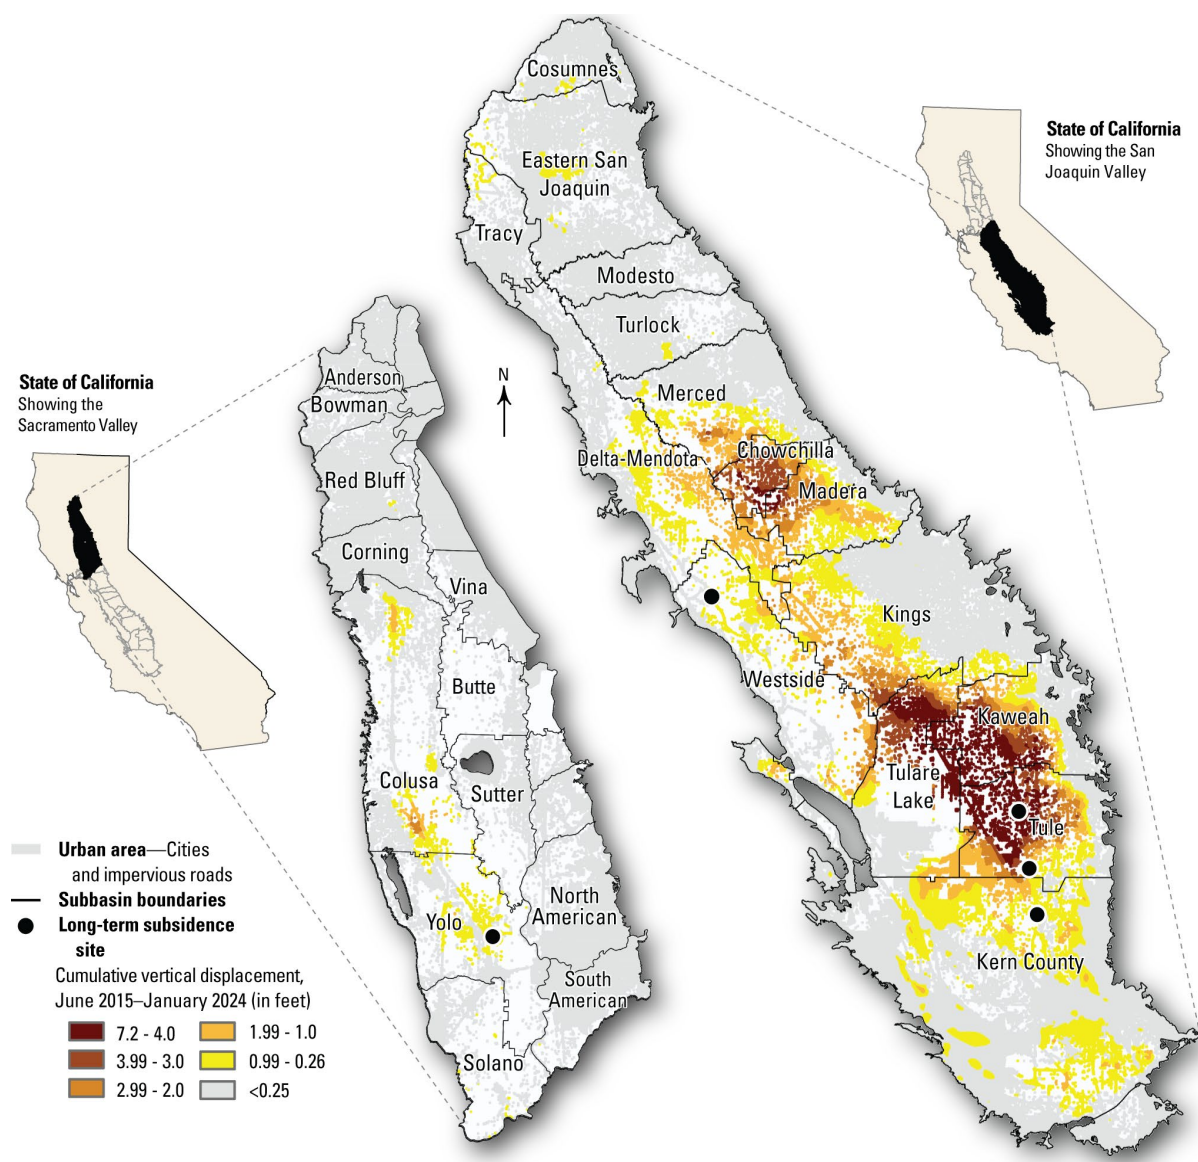 Cosumnes
Eastern San
Joaquin
Tracy
Modesto
Turlock
Merced
Delta-Mendota
Chowchilla
Madera
Kings
Westside
Kaweah
Tulare
Lake
Tule
Kern County
State of California
Showing the San
Joaquin Valley
N
State of California
Showing the
Sacramento Valley
Anderson
Bowman
Red Bluff
Corning
Vina
Butte
Colusa
Sutter
Yolo
North
American
South
American
Solano
Urban area—Cities
and impervious roads
Subbasin boundaries
Long-term subsidence
site
Cumulative vertical displacement,
June 2015–January 2024 (in feet)
7.2 - 4.0
3.99 - 3.0
2.99 - 2.0
1.99 - 1.0
0.99 - 0.26
<0.25